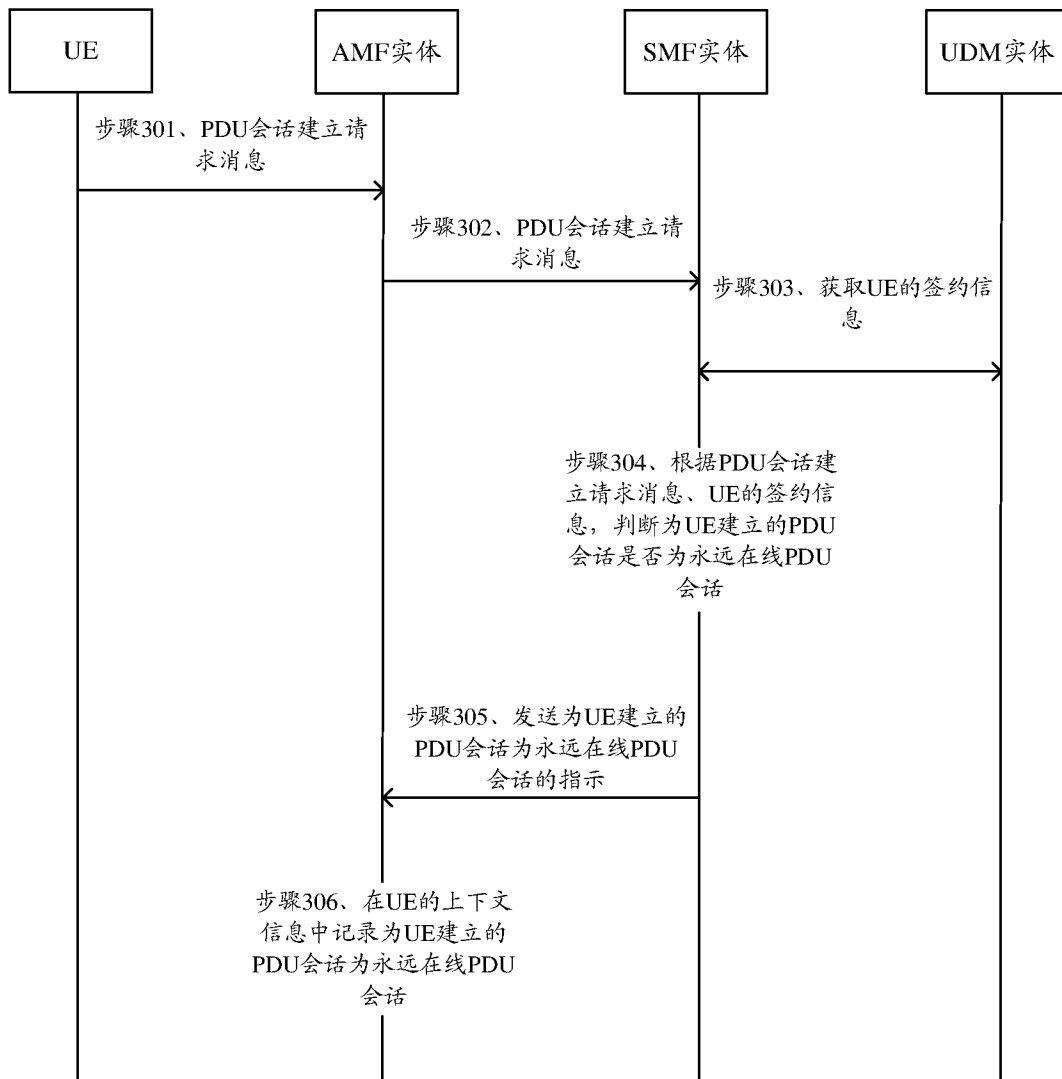 UE
AMF实体
SMF实体
UDM实体
步骤301、PDU会话建立请
求消息
步骤302、PDU会话建立请
求消息
步骤303、获取UE的签约信
息
步骤304、根据PDU会话建
立请求消息、UE的签约信
息，判断为UE建立的PDU
会话是否为永远在线PDU
会话
步骤305、发送为UE建立的
PDU会话为永远在线PDU
会话的指示
步骤306、在UE的上下文
信息中记录为UE建立的
PDU会话为永远在线PDU
会话